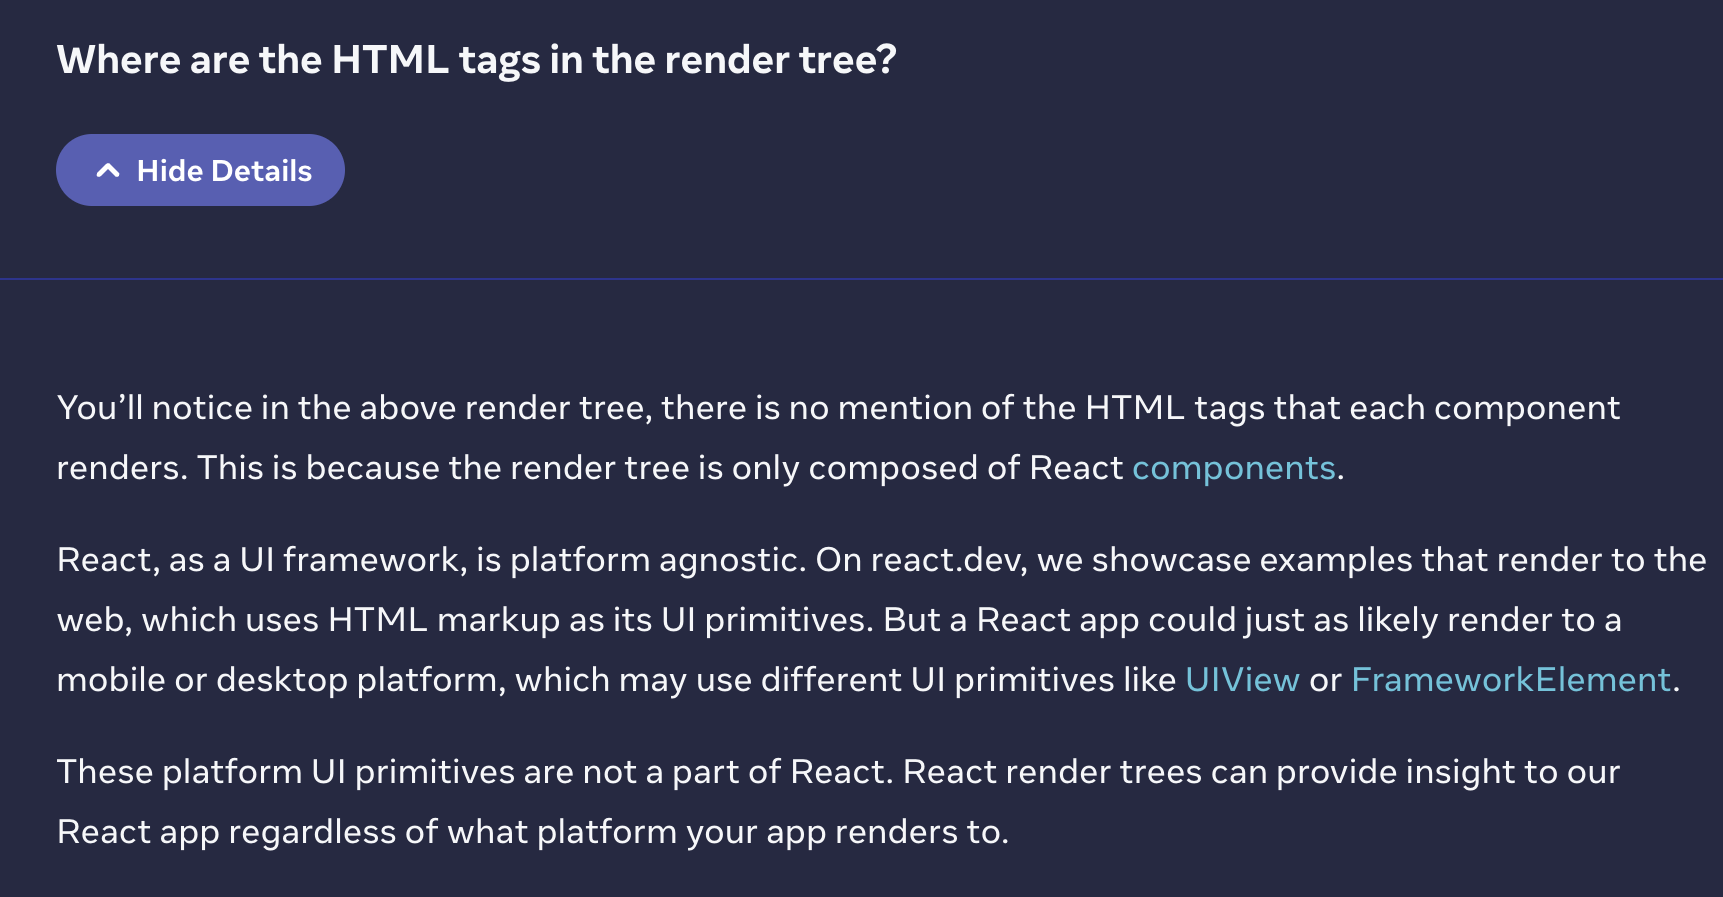 Where are the HTML tags in the render tree?
Hide Details
You’ll notice in the above render tree, there is no mention of the HTML tags that each component
renders. This is because the render tree is only composed of React components.
React, as a UI framework, is platform agnostic. On react.dev, we showcase examples that render to the
web, which uses HTML markup as its UI primitives. But a React app could just as likely render to a
mobile or desktop platform, which may use different UI primitives like UIView or FrameworkElement.
These platform UI primitives are not a part of React. React render trees can provide insight to our
React app regardless of what platform your app renders to.